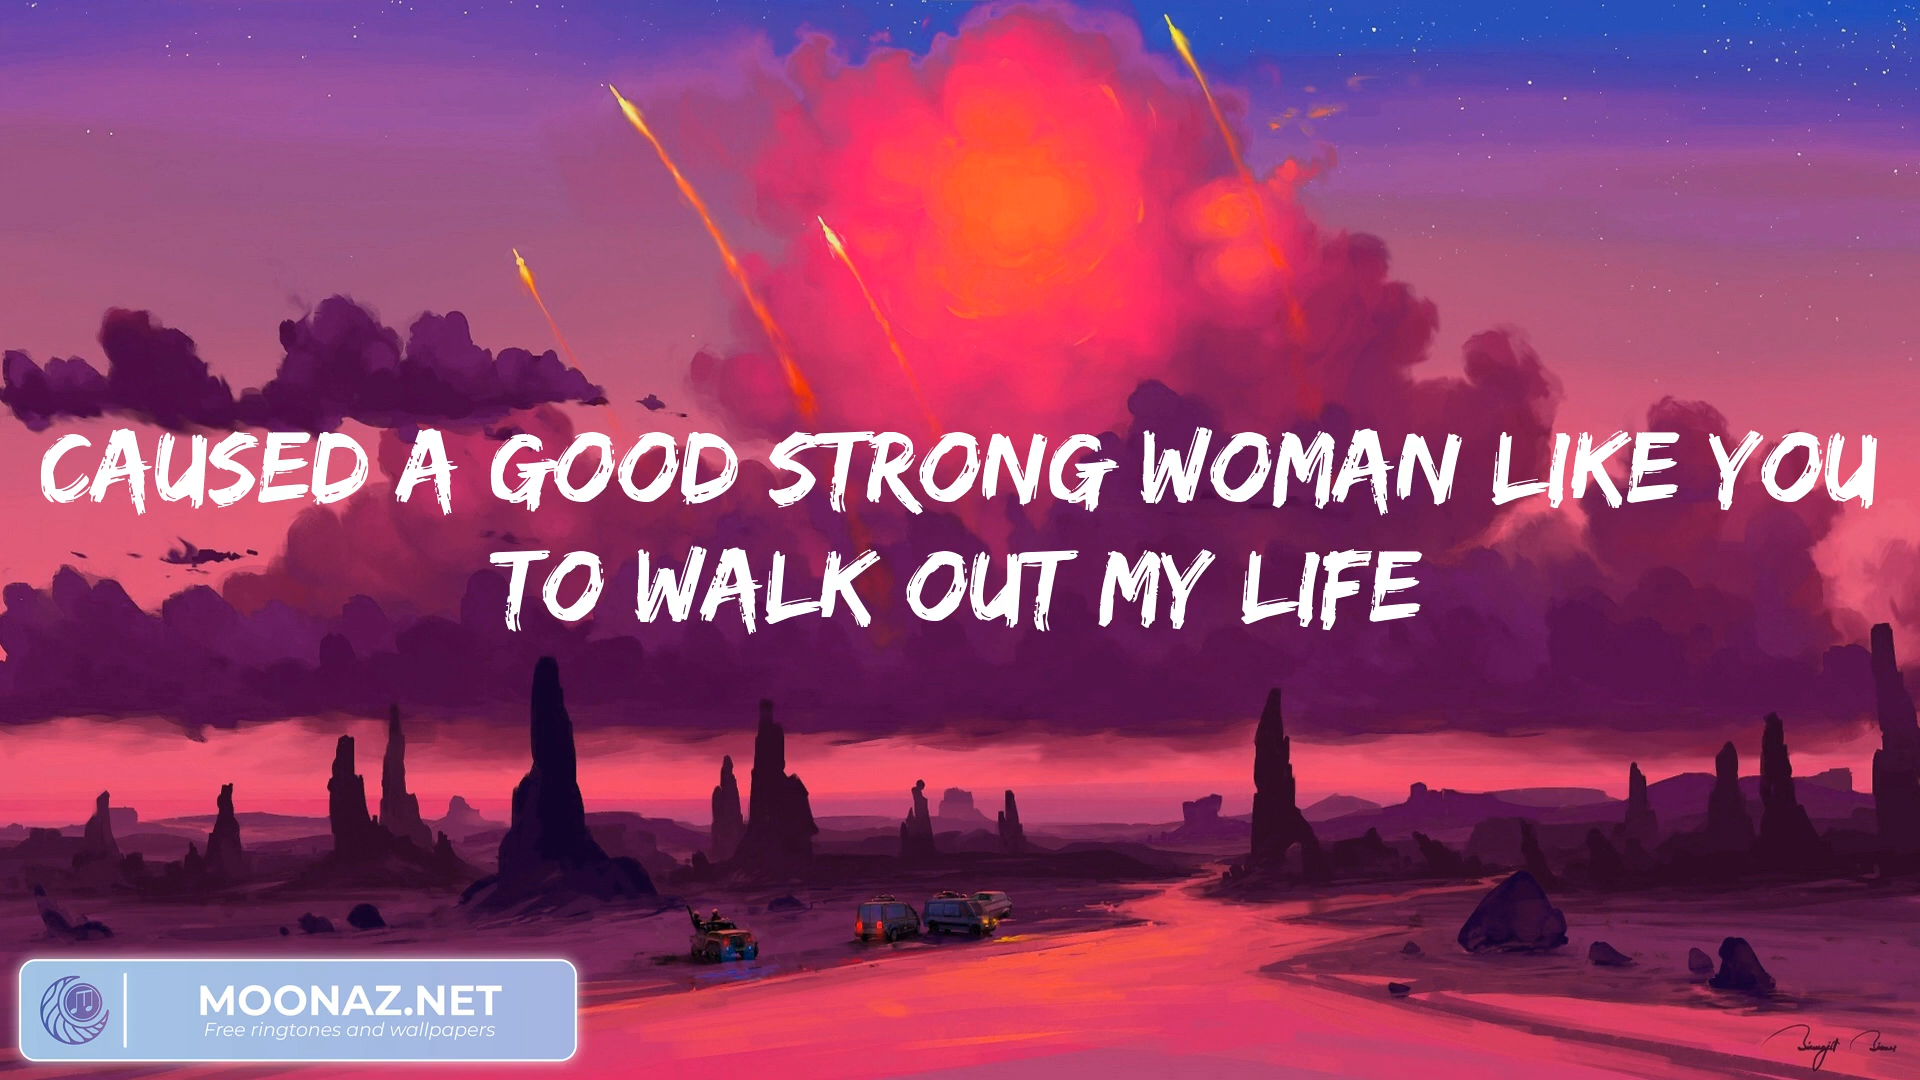 CAUSED A GOOD STRONG WOMAN LIKE YOU
TO WALK OUT MY LIFE
MOONAZ.NET
Free ringtones and wallpapers